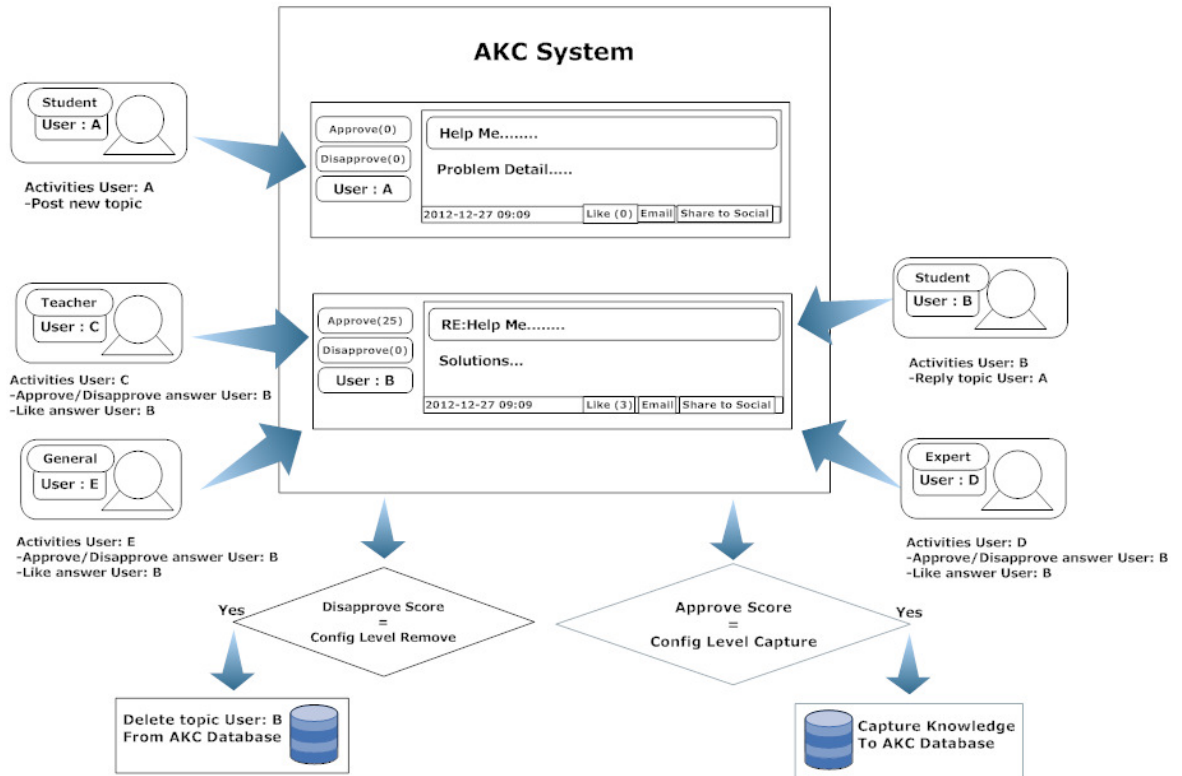 AKC System
Student
User : A
Activities User: A
-Post new topic
Approve(0)
Disapprove(0)
User : A
Help Me........
Problem Detail.....
2012-12-27 09:09
Like (0)
Email
Share to Social
Teacher
User : C
Activities User: C
-Approve/Disapprove answer User: B
-Like answer User: B
Approve(25)
Disapprove(0)
User : B
RE:Help Me........
Solutions...
2012-12-27 09:09
Like (3)
Email
Share to Social
Student
User : B
Activities User: B
-Reply topic User: A
General
User : E
Activities User: E
-Approve/Disapprove answer User: B
-Like answer User: B
Expert
User : D
Activities User: D
-Approve/Disapprove answer User: B
-Like answer User: B
Yes
Disapprove Score
=
Config Level Remove
Approve Score
=
Config Level Capture
Yes
Delete topic User: B
From AKC Database
Capture Knowledge
To AKC Database